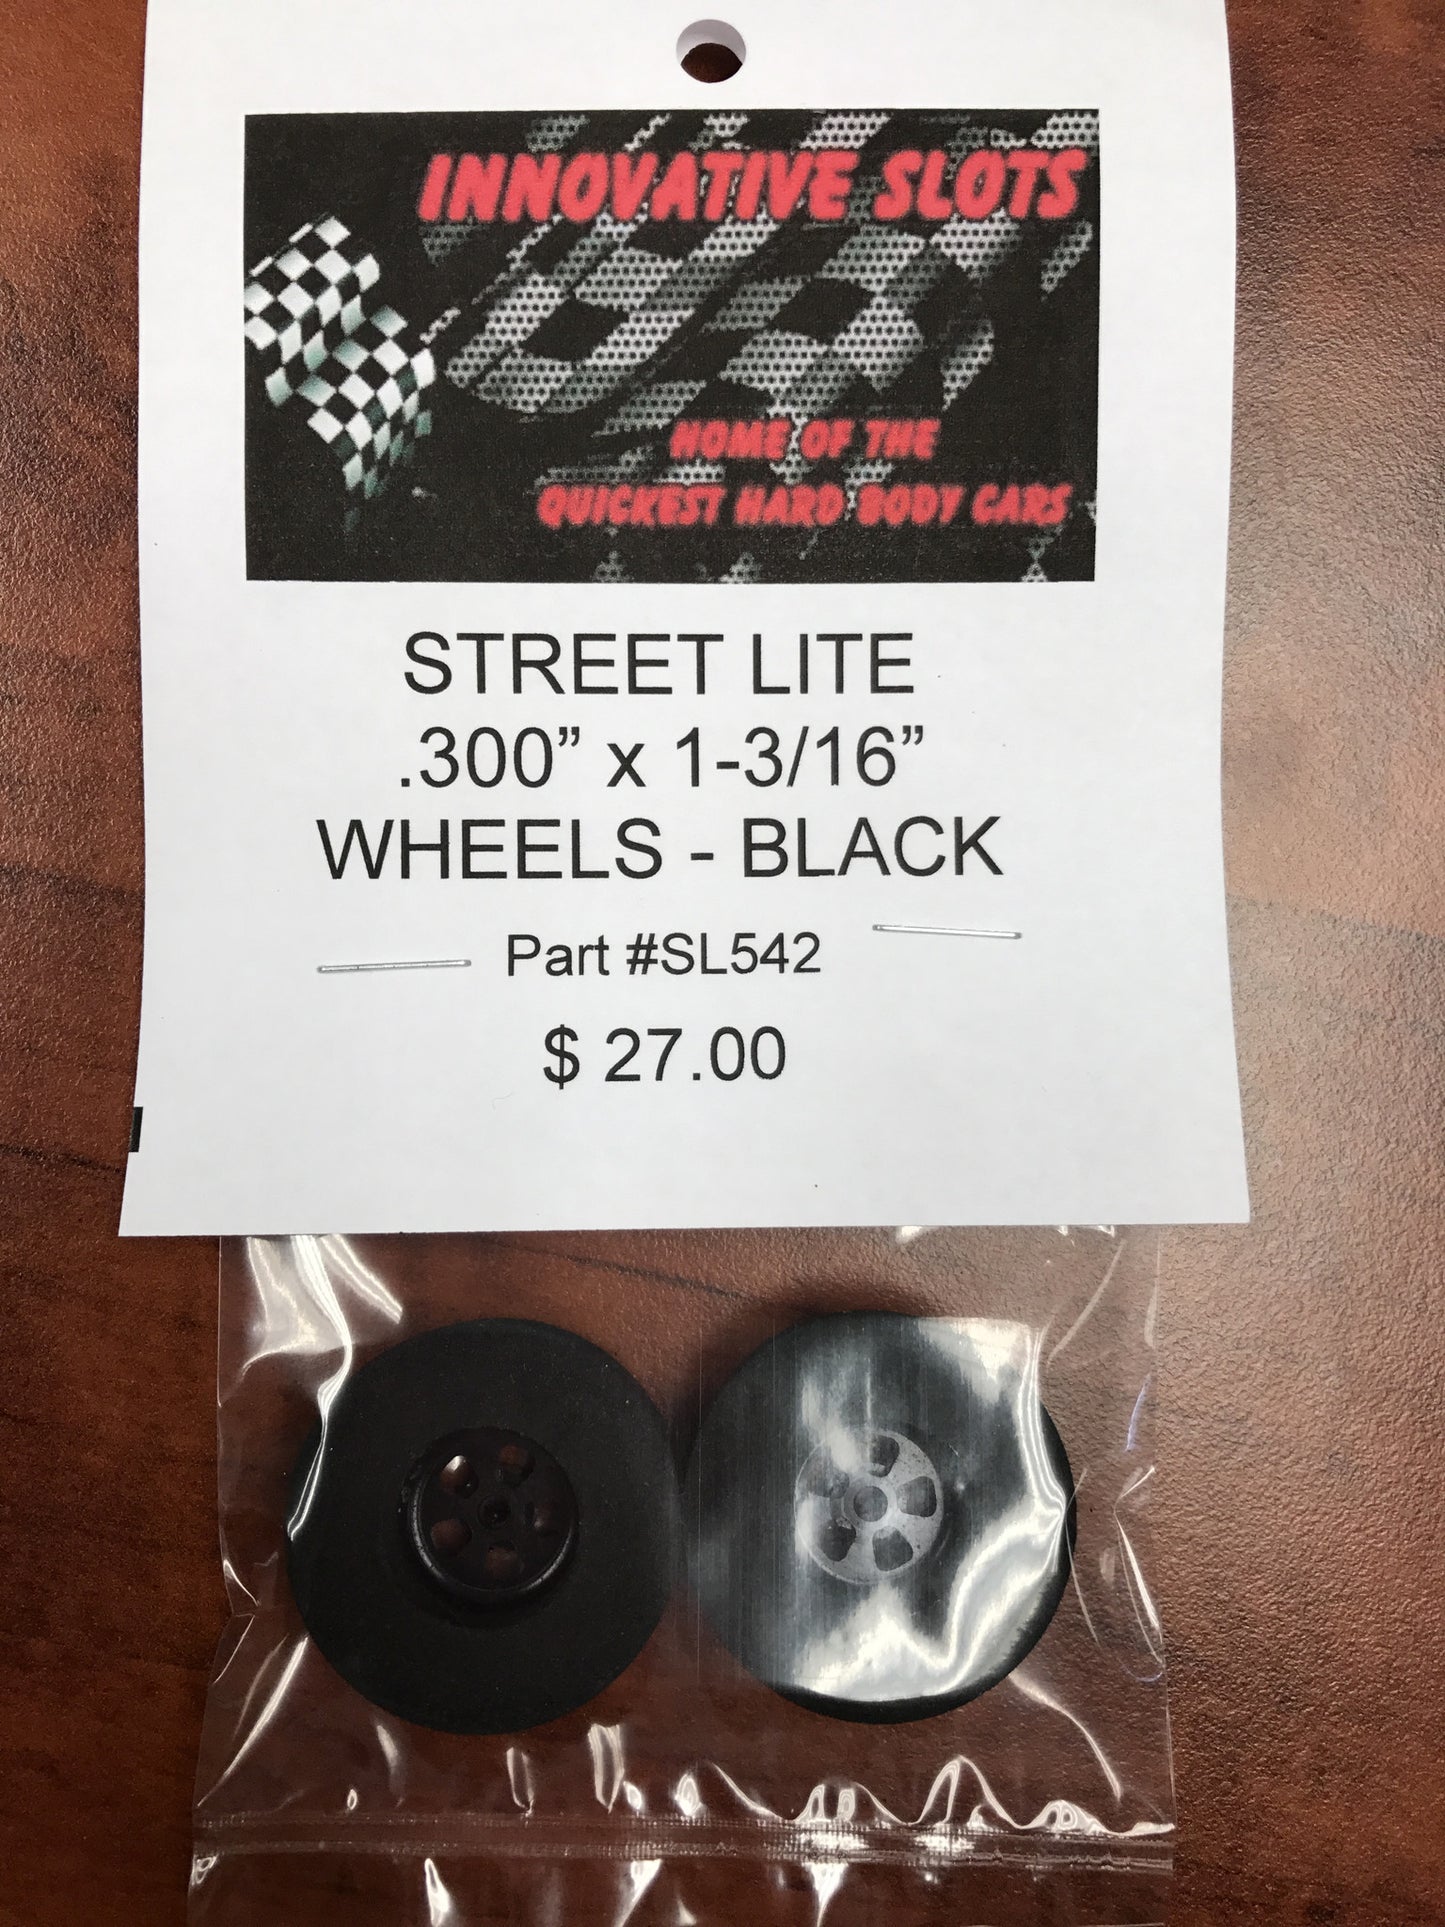 INNOVATIVE SLOTS
HOME OF THE
QUICKEST HARD BODY CARS
STREET LITE
.300” x 1-3/16”
WHEELS - BLACK
Part #SL542
$ 27.00